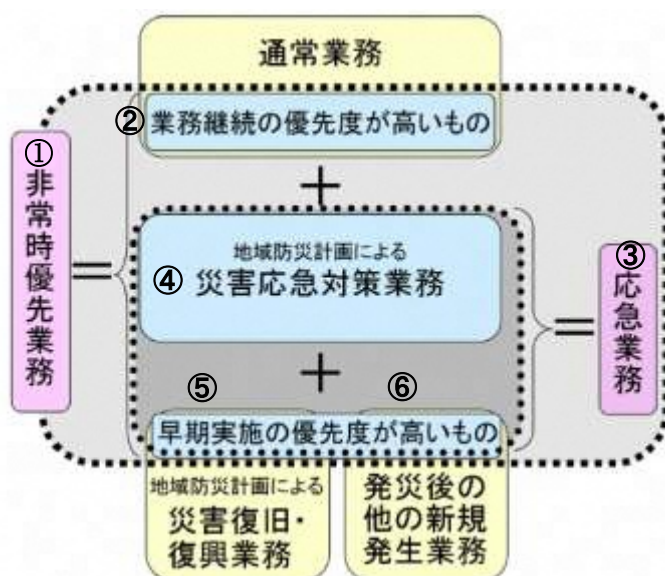 通常業務
②業務継続の優先度が高いもの
＋
①非常時優先業務
＝
地域防災計画による
④災害応急対策業務
＝
③応急業務
＋
⑤
⑥
早期実施の優先度が高いもの
地域防災計画による
災害復旧・
復興業務
発災後の
他の新規
発生業務